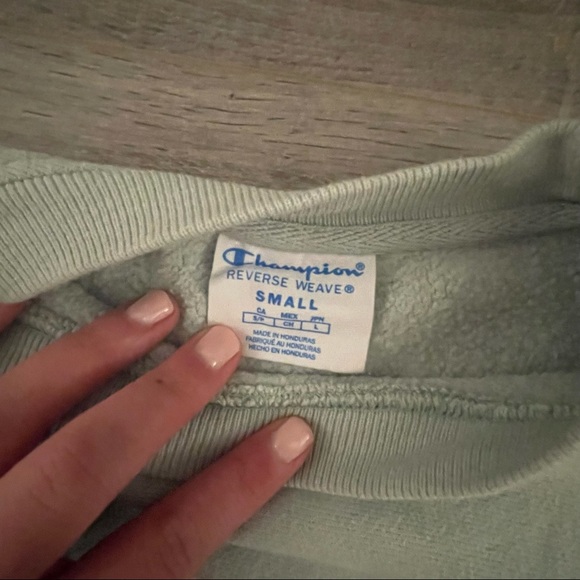 Champion®
REVERSE WEAVE®
SMALL
CA MEX JPN
S/P CH L
MADE IN HONDURAS
FABRIQUÉ AU HONDURAS
HECHO EN HONDURAS